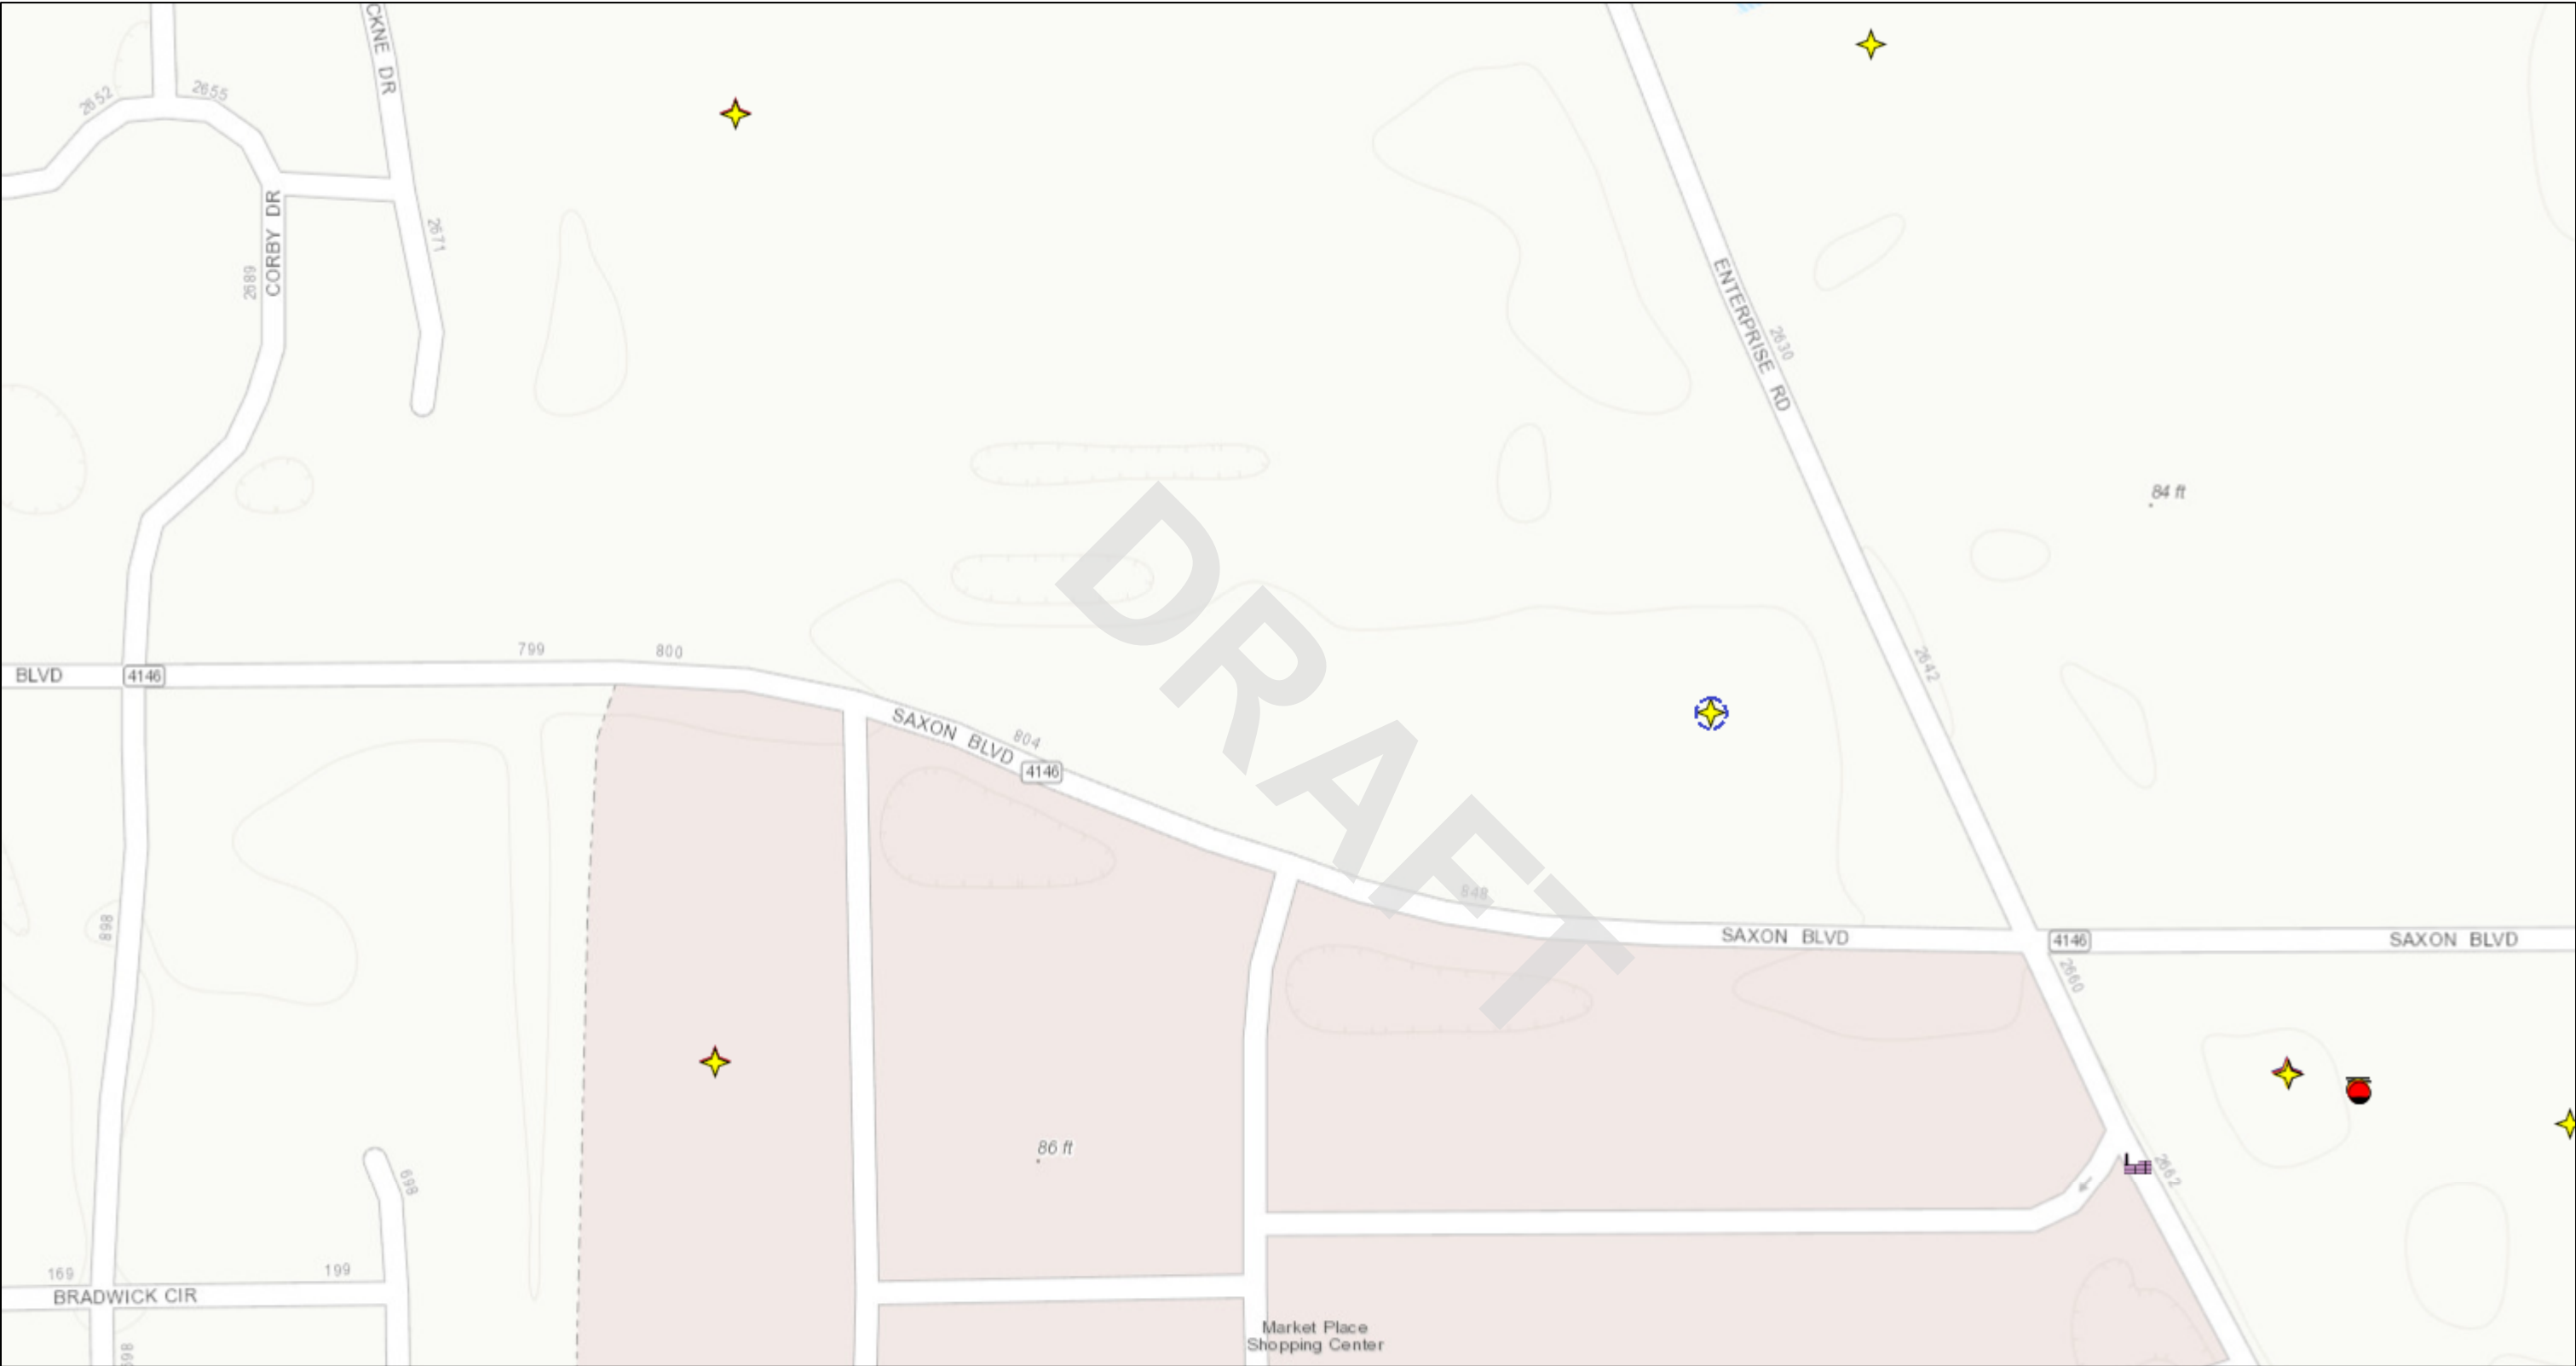 CKNE DR
2652
2655
2671
CORBY DR
2689
ENTERPRISE RD
2630
84 ft
2642
799
800
BLVD
4146
SAXON BLVD
804
4146
DRAFT
848
SAXON BLVD
4146
SAXON BLVD
2660
898
86 ft
2662
698
169
199
BRADWICK CIR
Market Place
Shopping Center